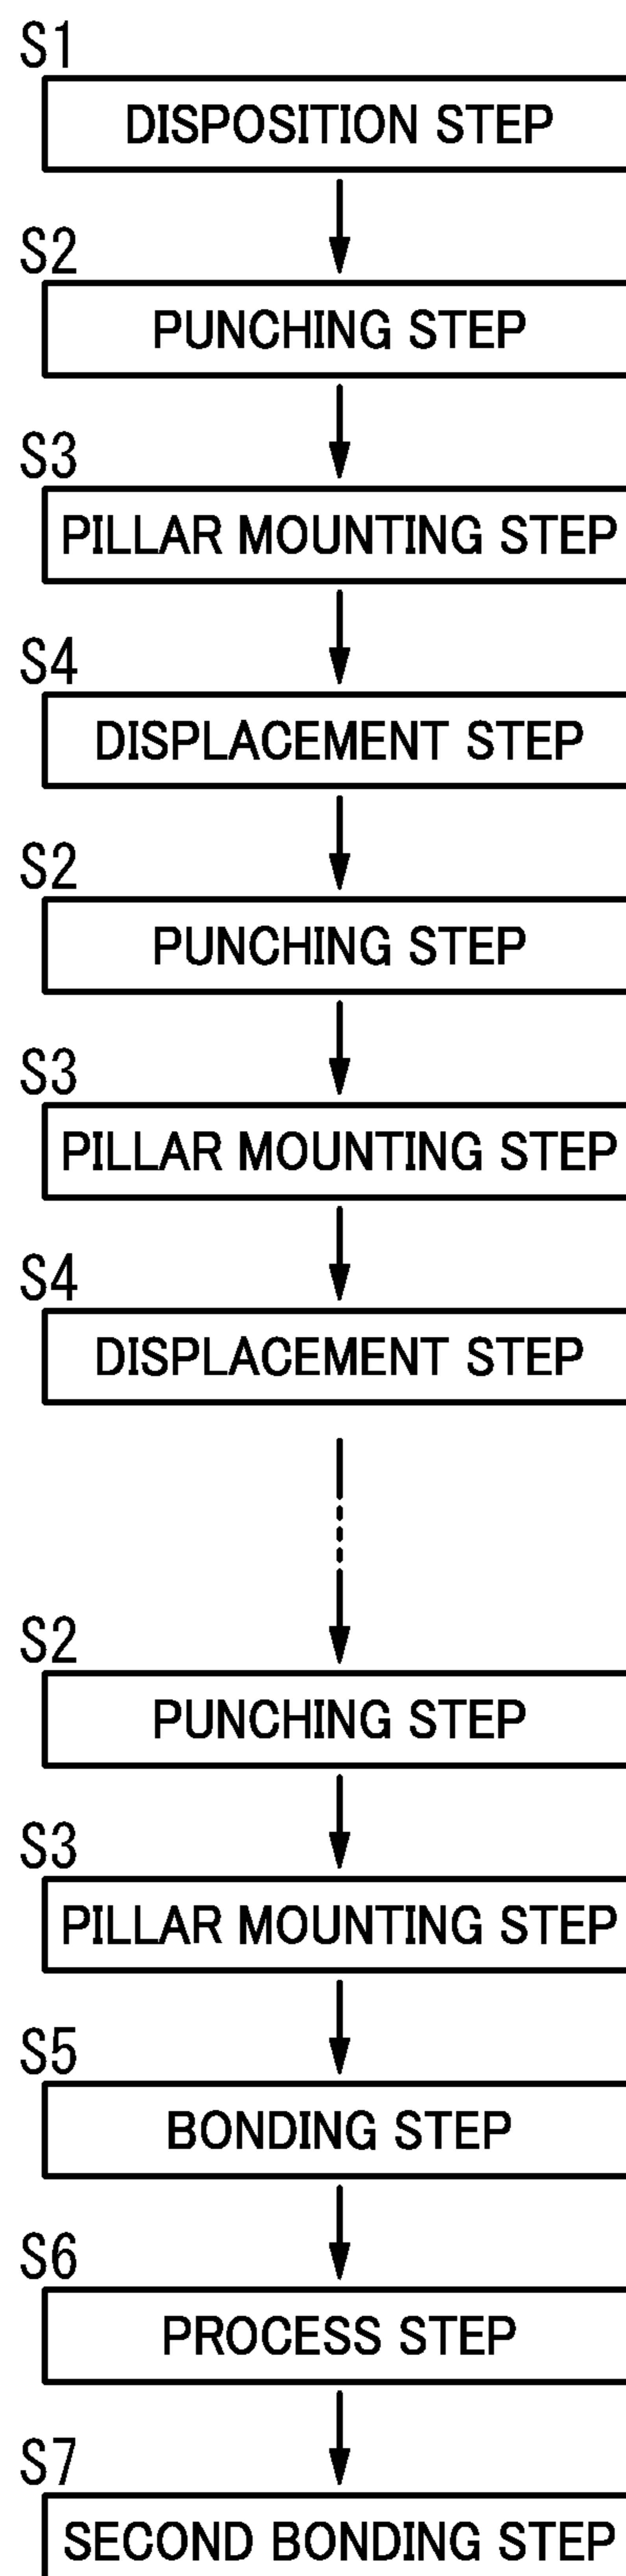 S1
DISPOSITION STEP
S2
PUNCHING STEP
S3
PILLAR MOUNTING STEP
S4
DISPLACEMENT STEP
S2
PUNCHING STEP
S3
PILLAR MOUNTING STEP
S4
DISPLACEMENT STEP
S2
PUNCHING STEP
S3
PILLAR MOUNTING STEP
S5
BONDING STEP
S6
PROCESS STEP
S7
SECOND BONDING STEP